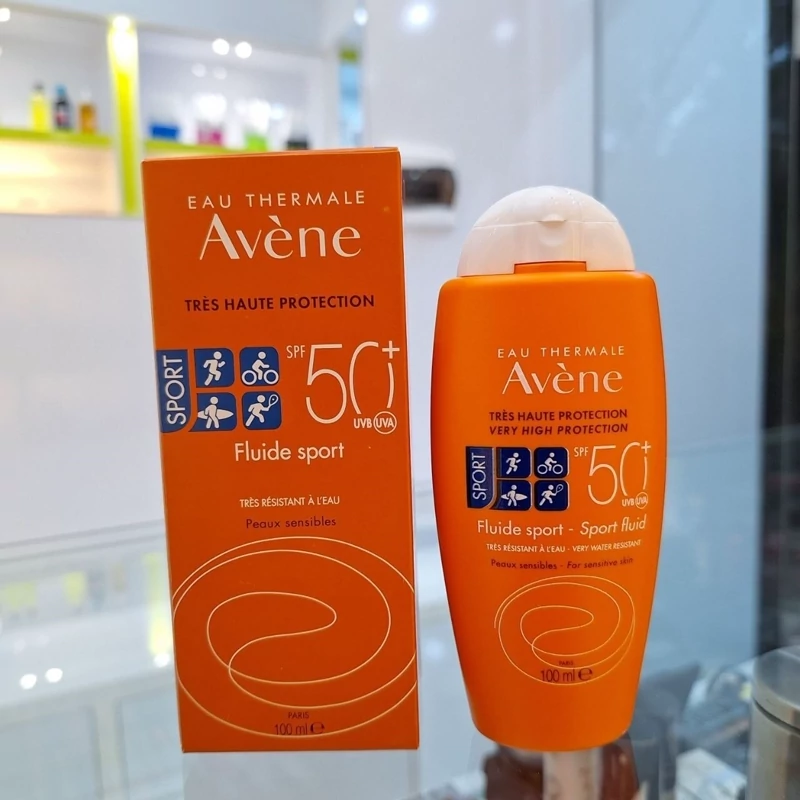 EAU THERMALE
Avène
TRÈS HAUTE PROTECTION
SPORT
SPF 50+
UVB UVA
Fluide sport
TRÈS RÉSISTANT À L'EAU
Peaux sensibles
PARIS
100 ml e
EAU THERMALE
Avène
TRÈS HAUTE PROTECTION
VERY HIGH PROTECTION
SPORT
SPF 50+
UVB UVA
Fluide sport - Sport fluid
TRÈS RÉSISTANT À L'EAU - VERY WATER RESISTANT
Peaux sensibles - For sensitive skin
PARIS
100 ml e